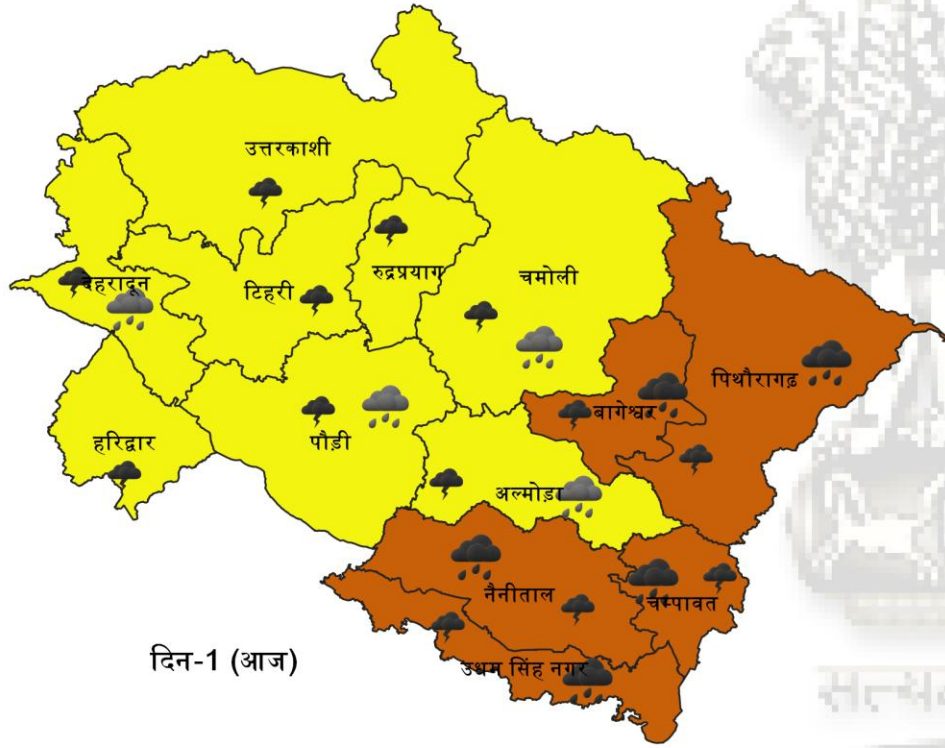 उत्तरकाशी
रुद्रप्रयाग
चमोली
देहरादून
टिहरी
पिथौरागढ़
बागेश्वर
हरिद्वार
पौड़ी
अल्मोड़ा
नैनीताल
चम्पावत
दिन-1 (आज)
उधम सिंह नगर